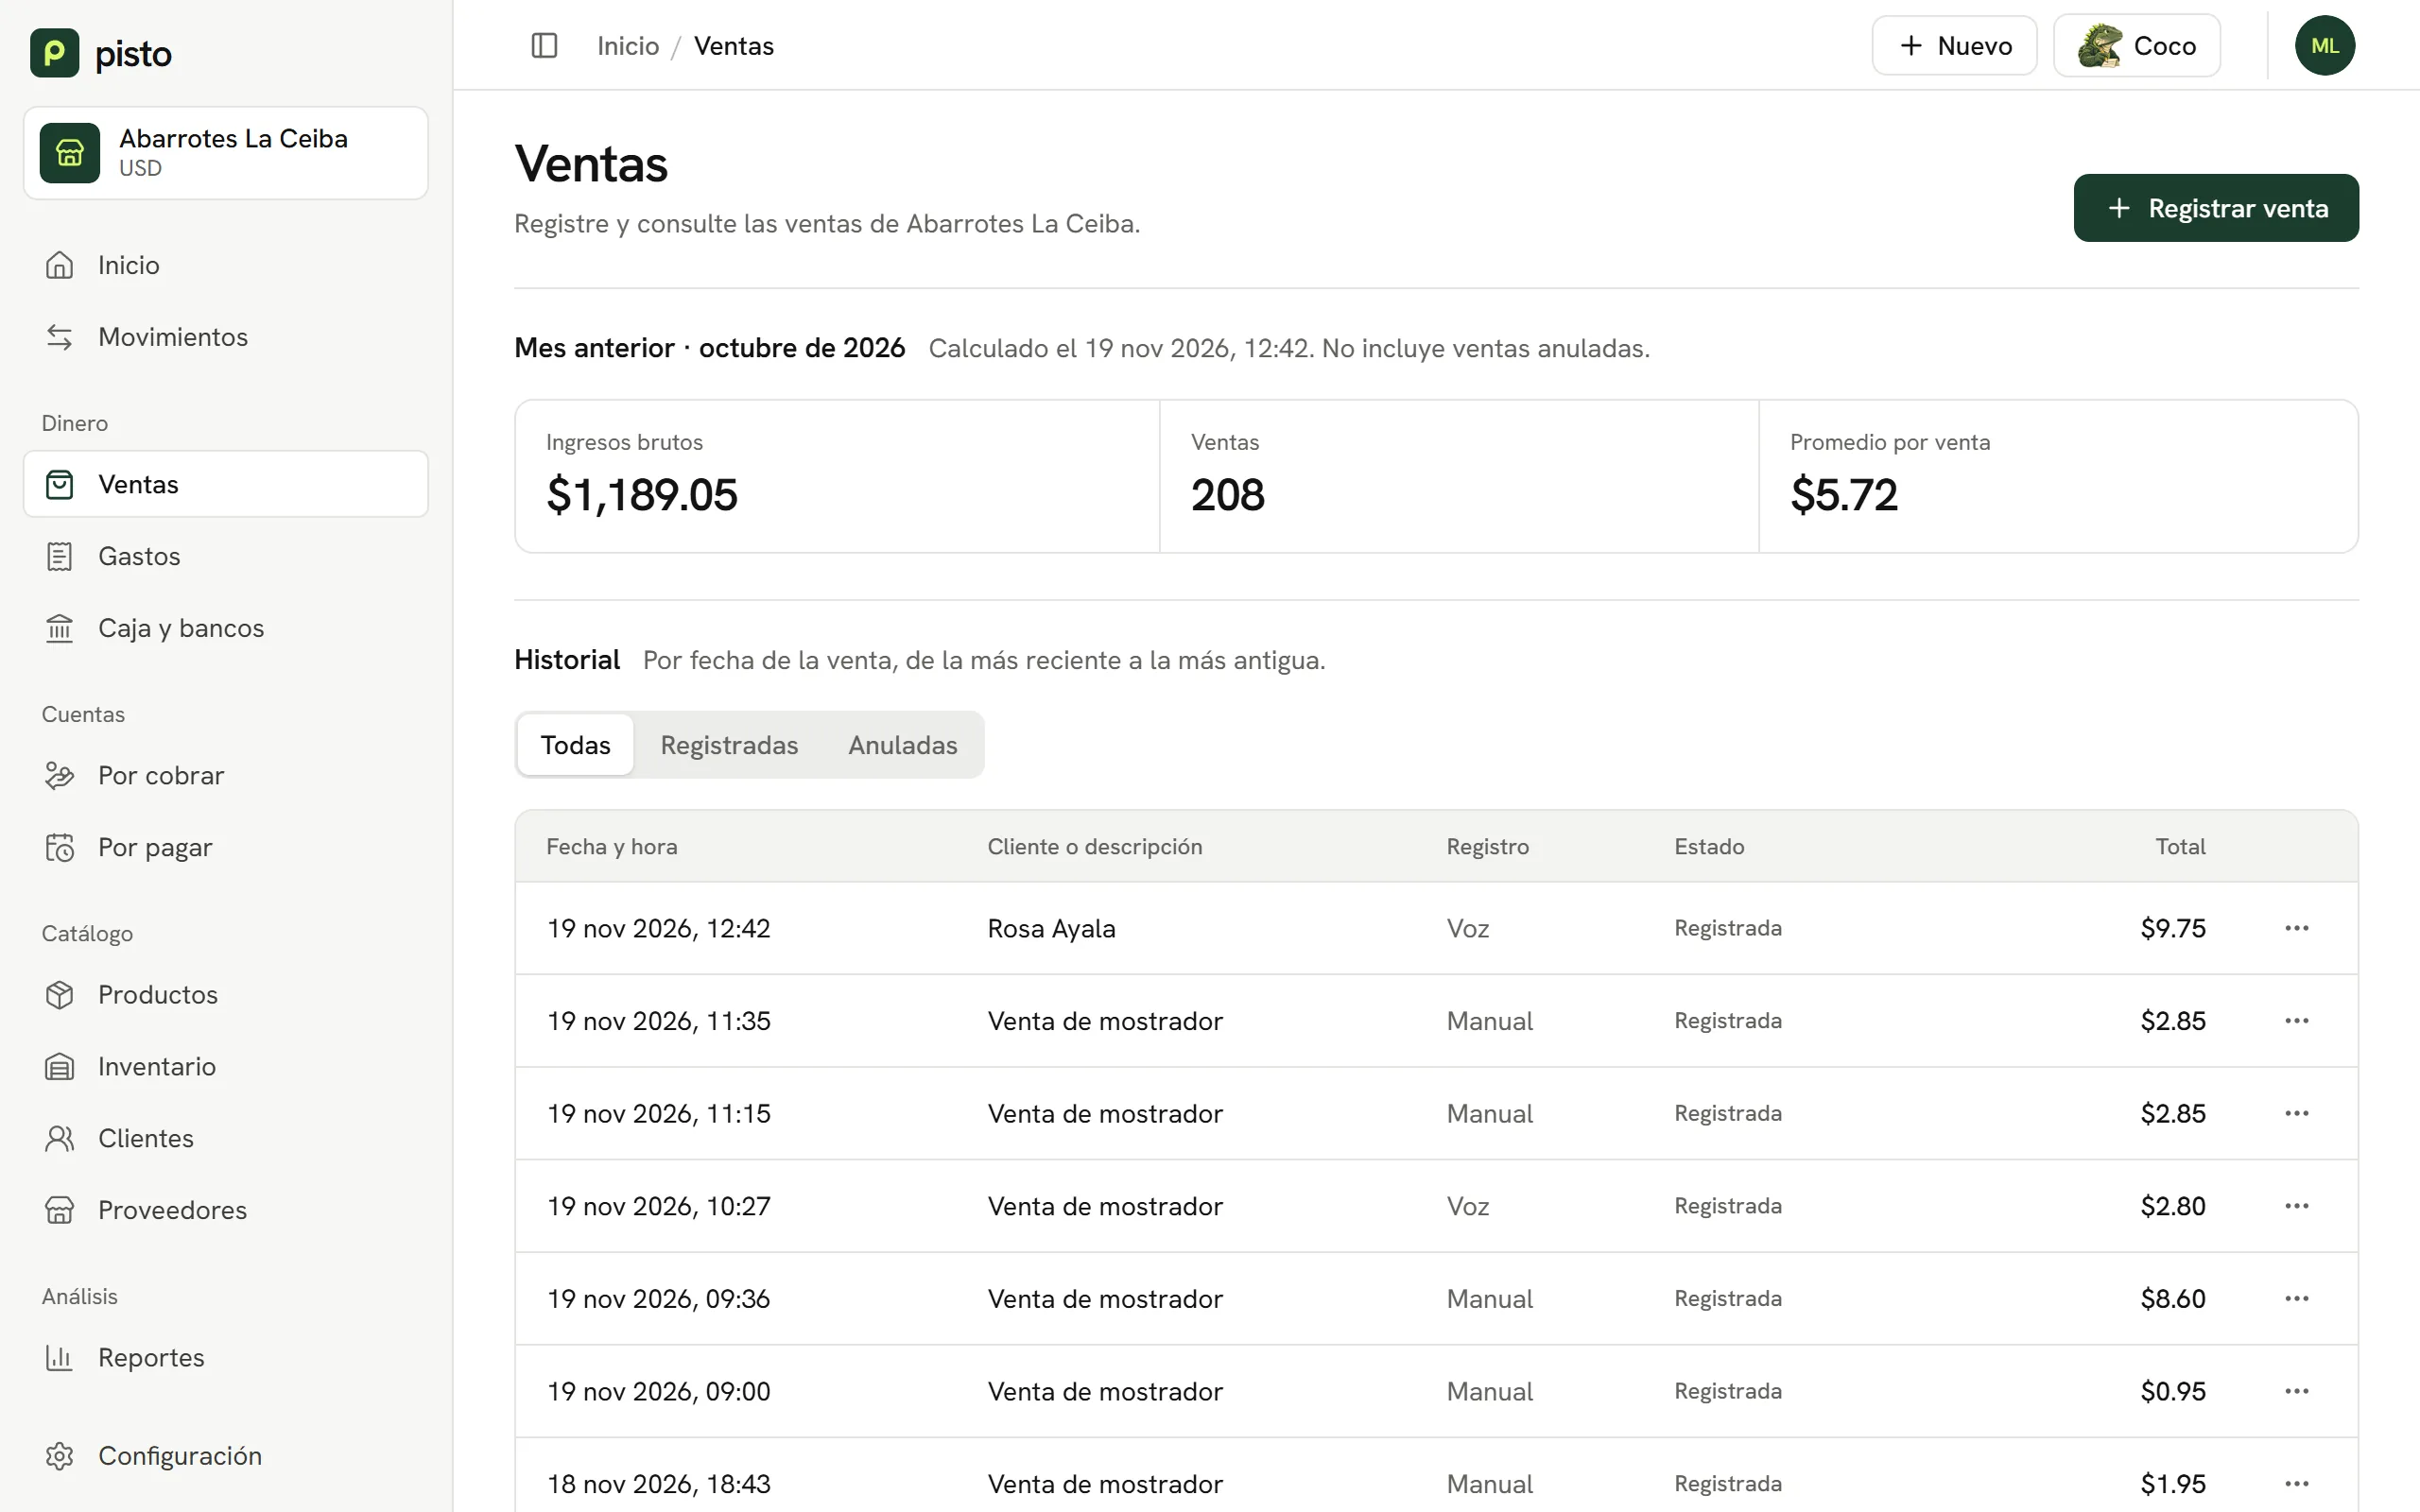 pisto
Abarrotes La Ceiba
USD
Inicio
Movimientos
Dinero
Ventas
Gastos
Caja y bancos
Cuentas
Por cobrar
Por pagar
Catálogo
Productos
Inventario
Clientes
Proveedores
Análisis
Reportes
Configuración
Inicio / Ventas
+ Nuevo
Coco
ML
Ventas
Registre y consulte las ventas de Abarrotes La Ceiba.
+ Registrar venta
Mes anterior · octubre de 2026 Calculado el 19 nov 2026, 12:42. No incluye ventas anuladas.
Ingresos brutos
$1,189.05
Ventas
208
Promedio por venta
$5.72
Historial Por fecha de la venta, de la más reciente a la más antigua.
Todas Registradas Anuladas
Fecha y hora Cliente o descripción Registro Estado Total
19 nov 2026, 12:42 Rosa Ayala Voz Registrada $9.75
19 nov 2026, 11:35 Venta de mostrador Manual Registrada $2.85
19 nov 2026, 11:15 Venta de mostrador Manual Registrada $2.85
19 nov 2026, 10:27 Venta de mostrador Voz Registrada $2.80
19 nov 2026, 09:36 Venta de mostrador Manual Registrada $8.60
19 nov 2026, 09:00 Venta de mostrador Manual Registrada $0.95
18 nov 2026, 18:43 Venta de mostrador Manual Registrada $1.95